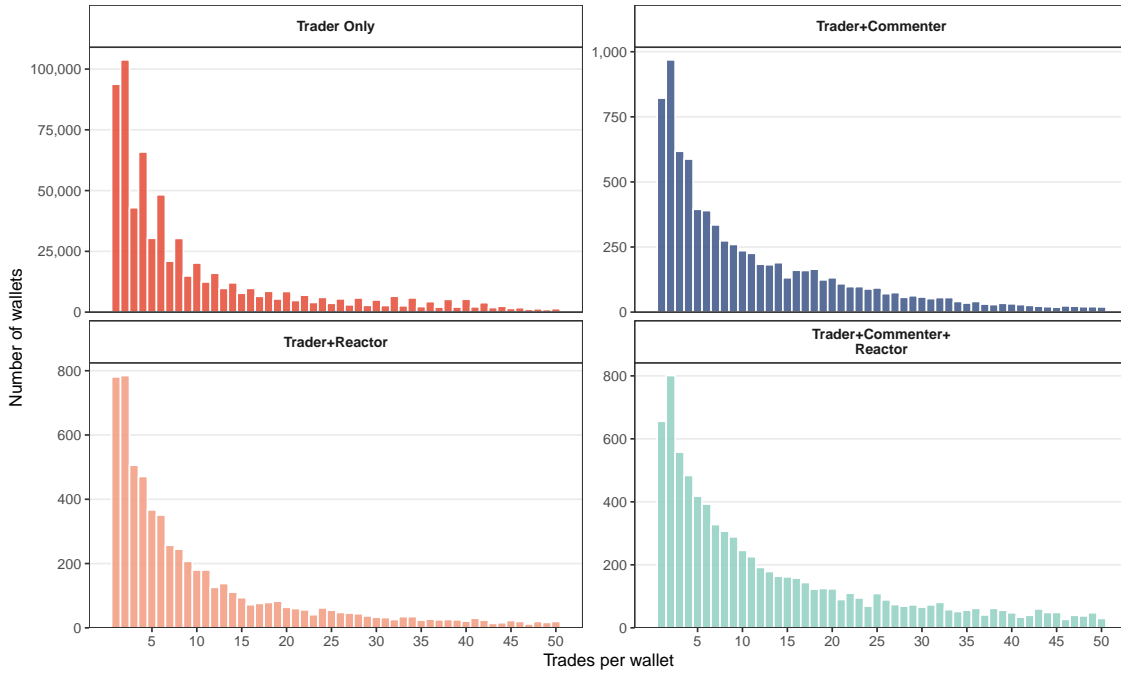 Trader Only
Trader+Commenter
100,000
75,000
50,000
25,000
0
1,000
750
500
250
0
Number of wallets
Trader+Reactor
Trader+Commenter+
Reactor
800
600
400
200
0
800
600
400
200
0
5 10 15 20 25 30 35 40 45 50
5 10 15 20 25 30 35 40 45 50
Trades per wallet